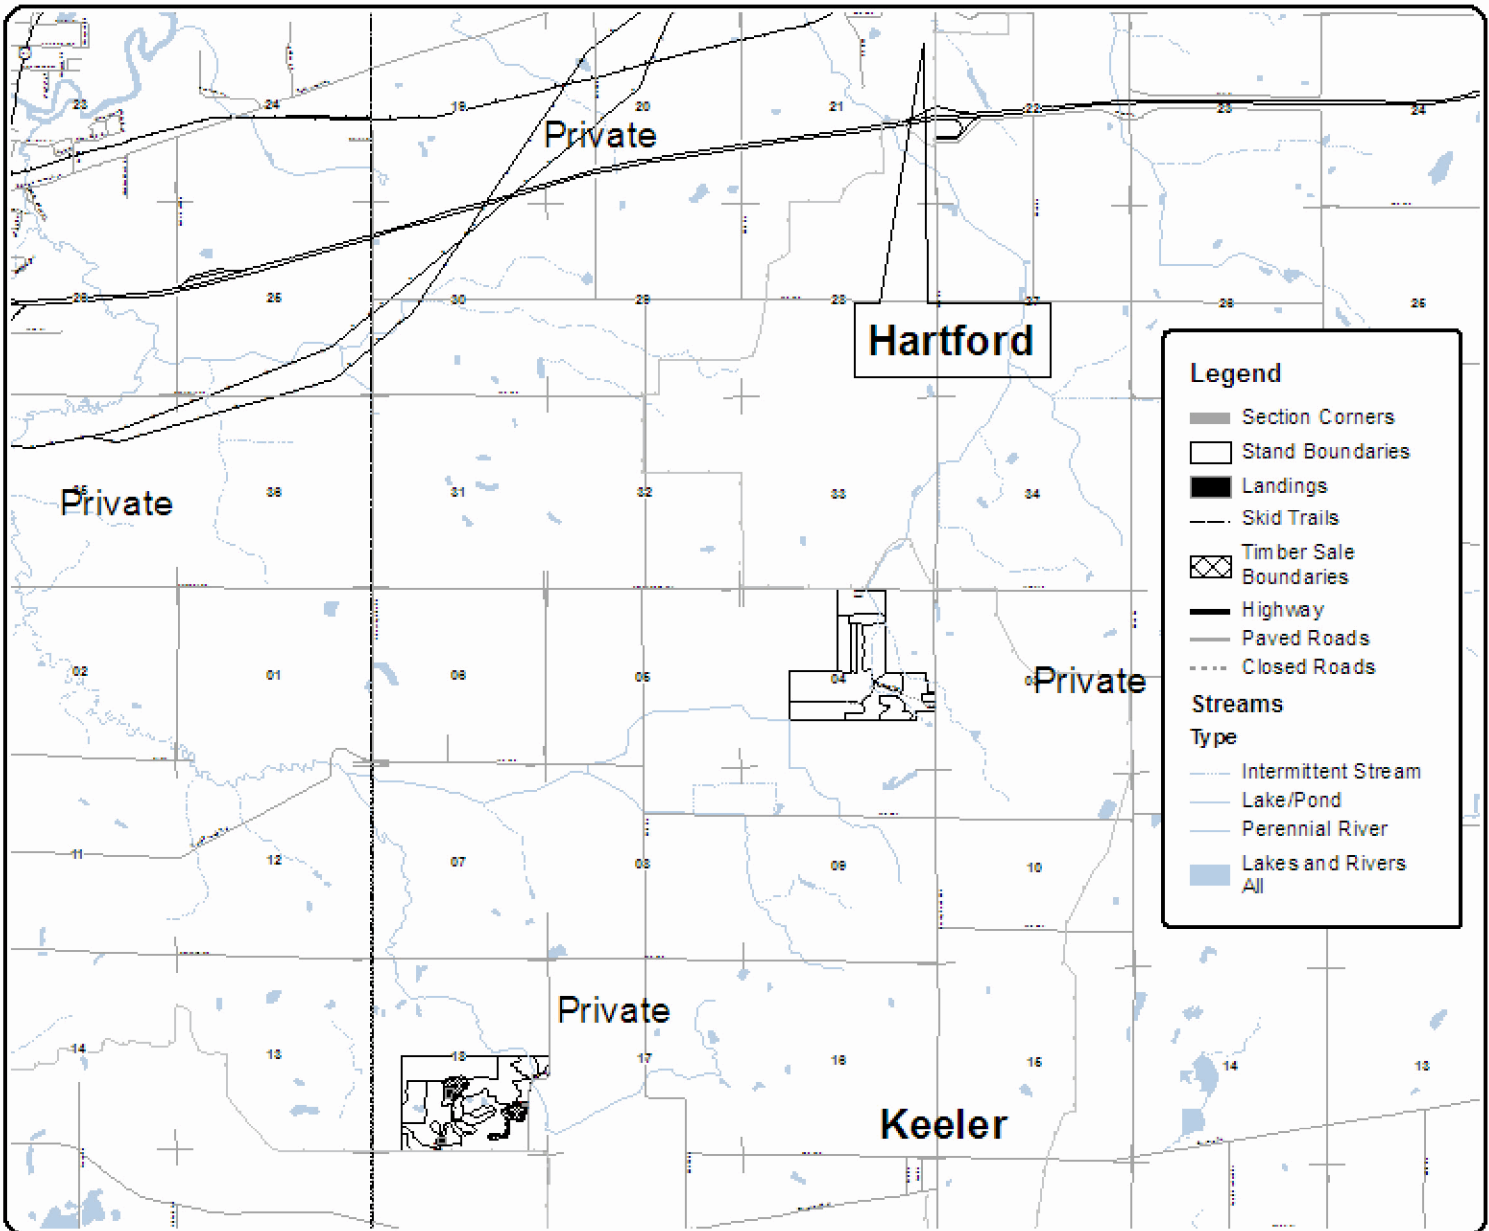 23
24
19
20
21
22
23
24
Private
26
25
30
29
28
27
26
25
Hartford
Private
36
31
32
33
34
02
01
06
05
04
Private
11
12
07
08
09
10
Private
14
13
18
17
16
15
14
13
Keeler
Legend
Section Corners
Stand Boundaries
Landings
Skid Trails
Timber Sale
Boundaries
Highway
Paved Roads
Closed Roads
Streams
Type
Intermittent Stream
Lake/Pond
Perennial River
Lakes and Rivers
All